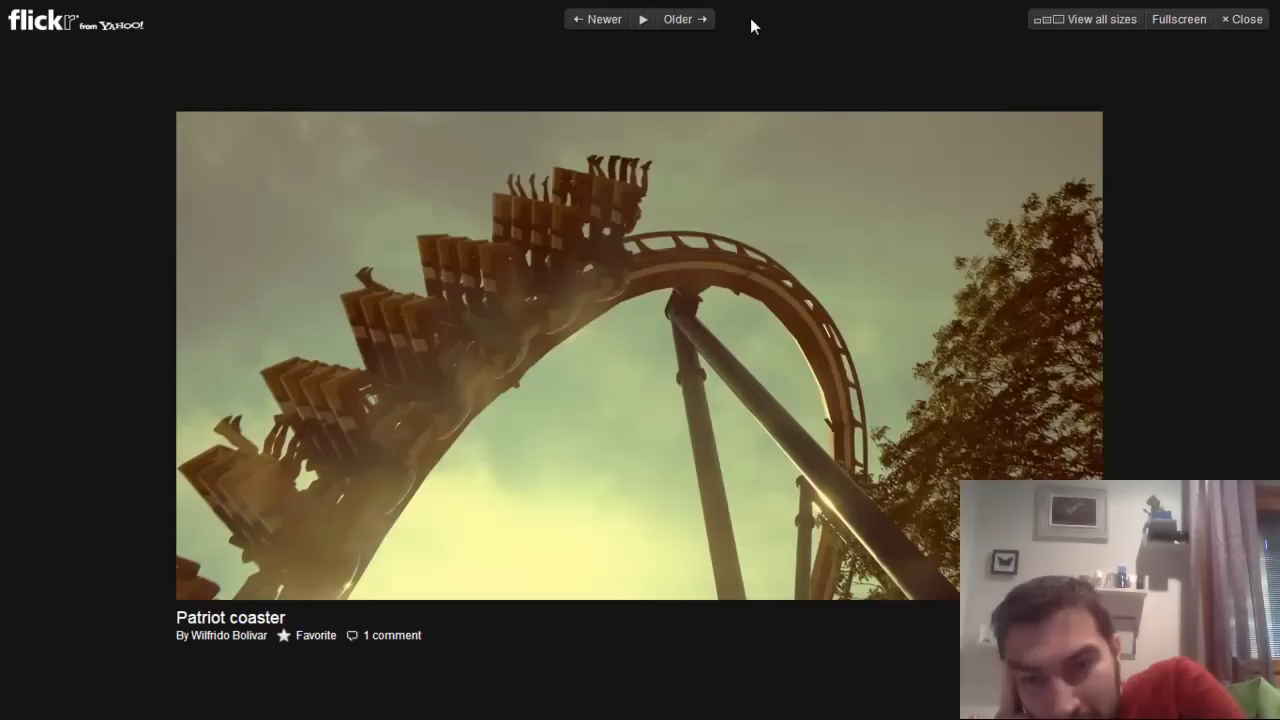 flickr from YAHOO!
← Newer
Older →
View all sizes
Fullscreen
× Close
Patriot coaster
By Wilfrido Bolivar
Favorite
1 comment